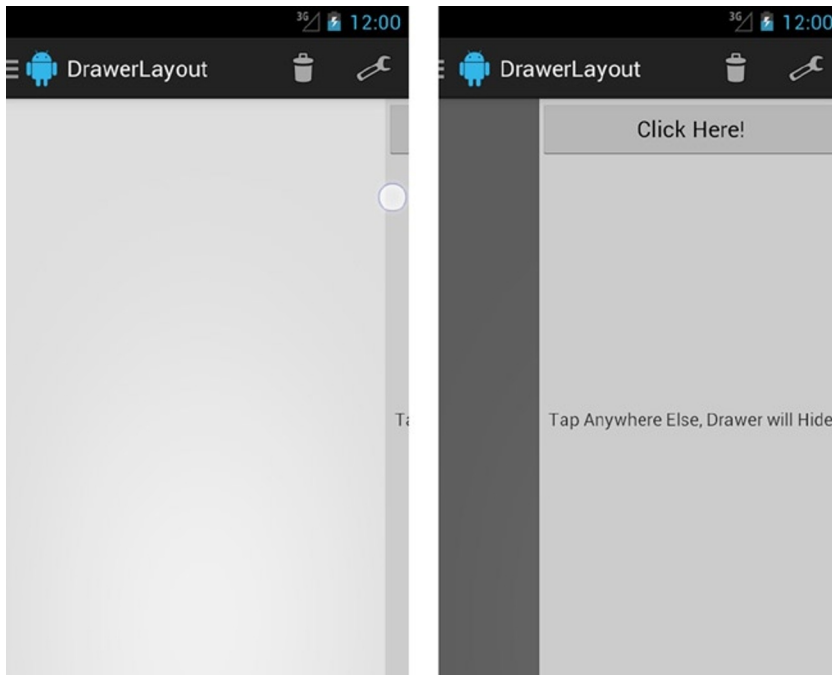 3G 12:00
DrawerLayout
Ta
3G 12:00
DrawerLayout
Click Here!
Tap Anywhere Else, Drawer will Hide